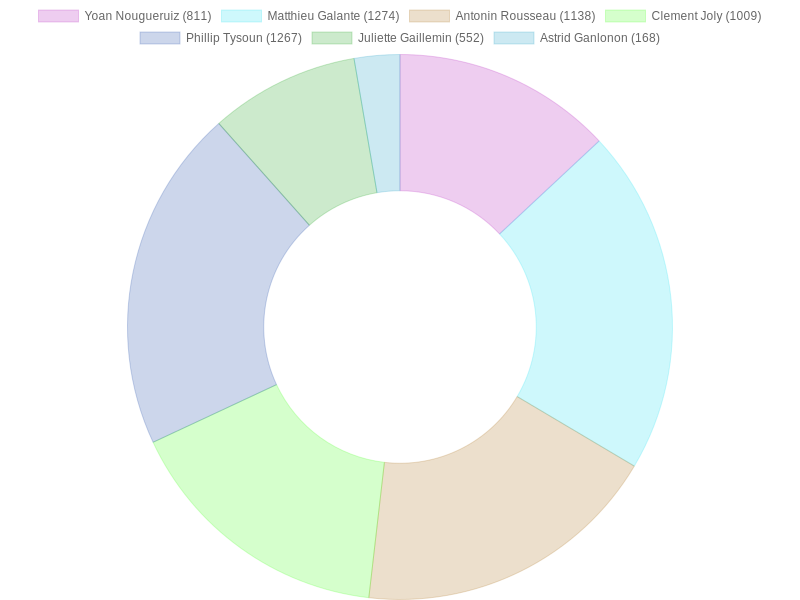 Yoan Nougueruiz (811) Matthieu Galante (1274) Antonin Rousseau (1138) Clement Joly (1009)
Phillip Tysoun (1267) Juliette Gaillemin (552) Astrid Ganlonon (168)